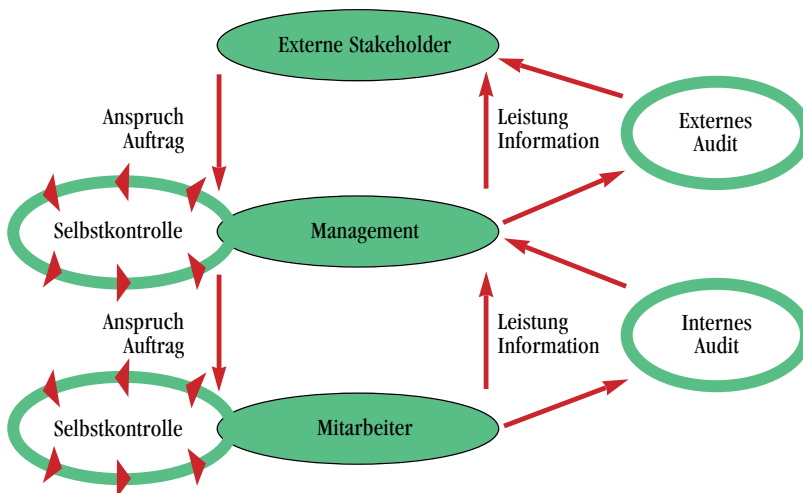 Externe Stakeholder
Anspruch
Auftrag
Leistung
Information
Externes
Audit
Selbstkontrolle
Management
Anspruch
Auftrag
Leistung
Information
Internes
Audit
Selbstkontrolle
Mitarbeiter